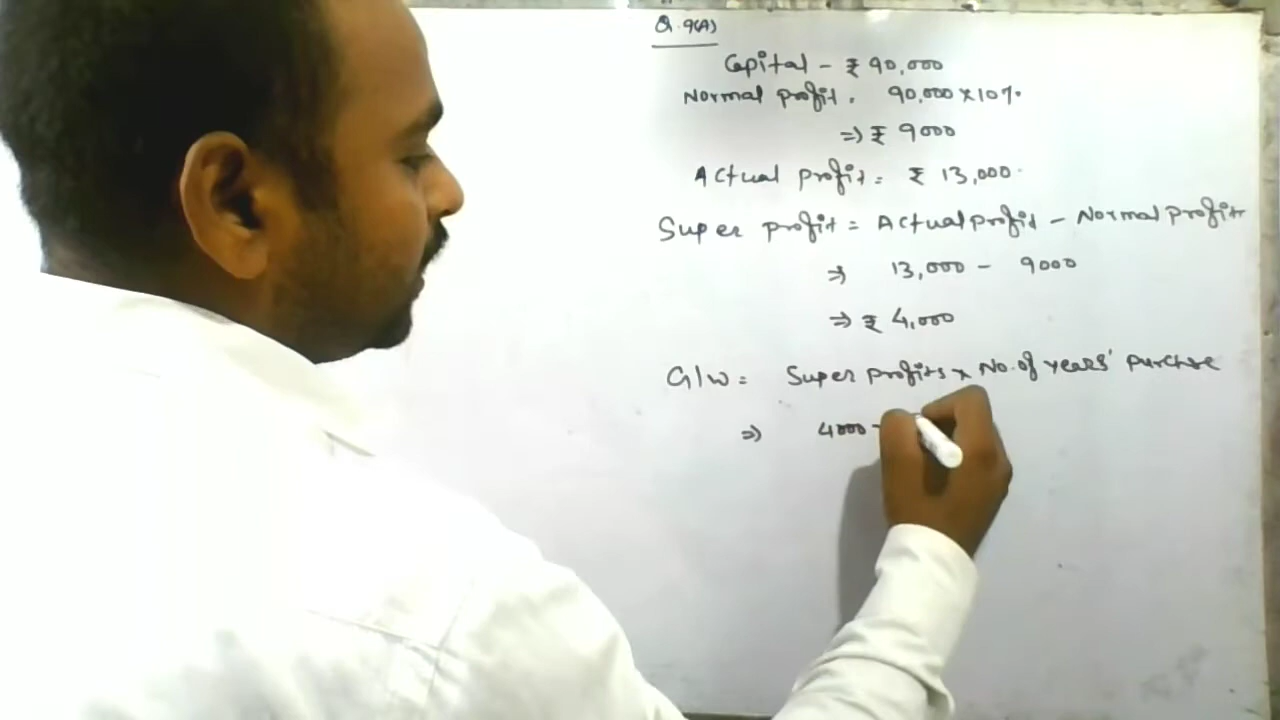 Q.9(A)
Capital - ₹ 90,000
Normal profit. 90,000 x 10%
⇒ ₹ 9000
Actual profit = ₹ 13,000
Super profit = Actual profit - Normal profit
⇒ 13,000 - 9000
⇒ ₹ 4,000
G/W = Super Profits x No. of years' purchase
⇒ 4000